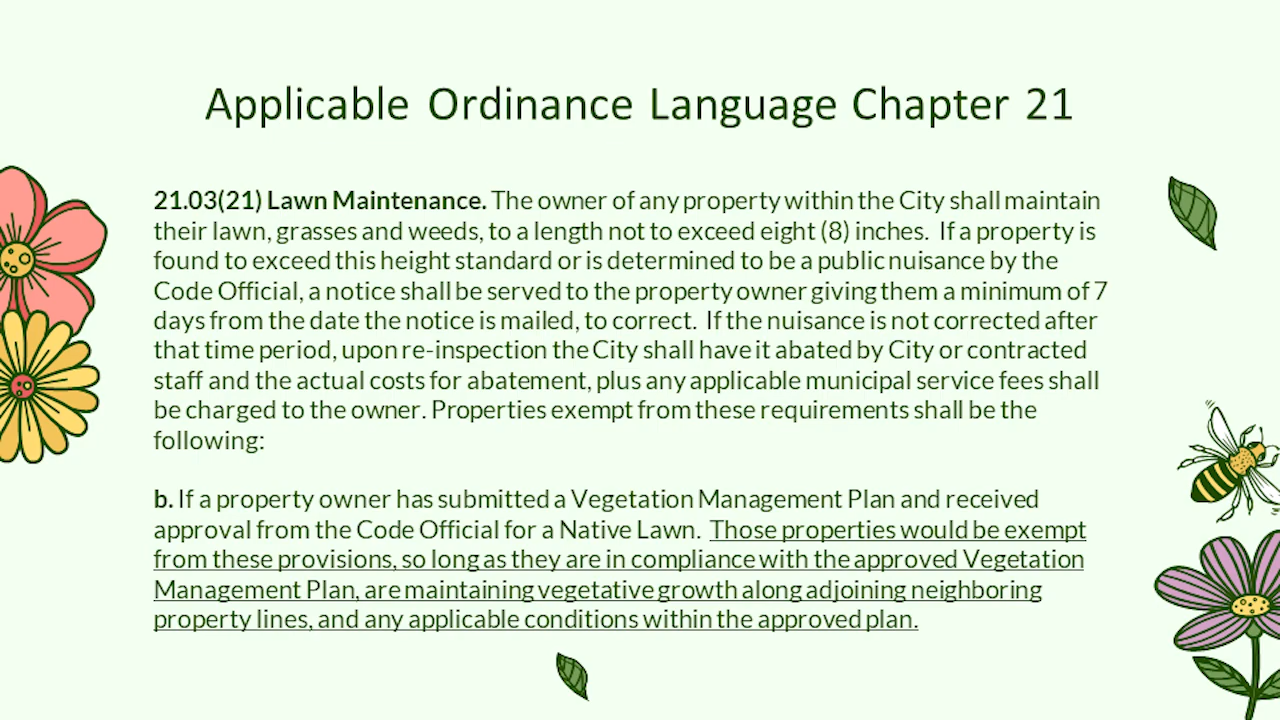 Applicable Ordinance Language Chapter 21
21.03(21) Lawn Maintenance. The owner of any property within the City shall maintain
their lawn, grasses and weeds, to a length not to exceed eight (8) inches.  If a property is
found to exceed this height standard or is determined to be a public nuisance by the
Code Official, a notice shall be served to the property owner giving them a minimum of 7
days from the date the notice is mailed, to correct.  If the nuisance is not corrected after
that time period, upon re-inspection the City shall have it abated by City or contracted
staff and the actual costs for abatement, plus any applicable municipal service fees shall
be charged to the owner. Properties exempt from these requirements shall be the
following:
b. If a property owner has submitted a Vegetation Management Plan and received
approval from the Code Official for a Native Lawn.  Those properties would be exempt
from these provisions, so long as they are in compliance with the approved Vegetation
Management Plan, are maintaining vegetative growth along adjoining neighboring
property lines, and any applicable conditions within the approved plan.